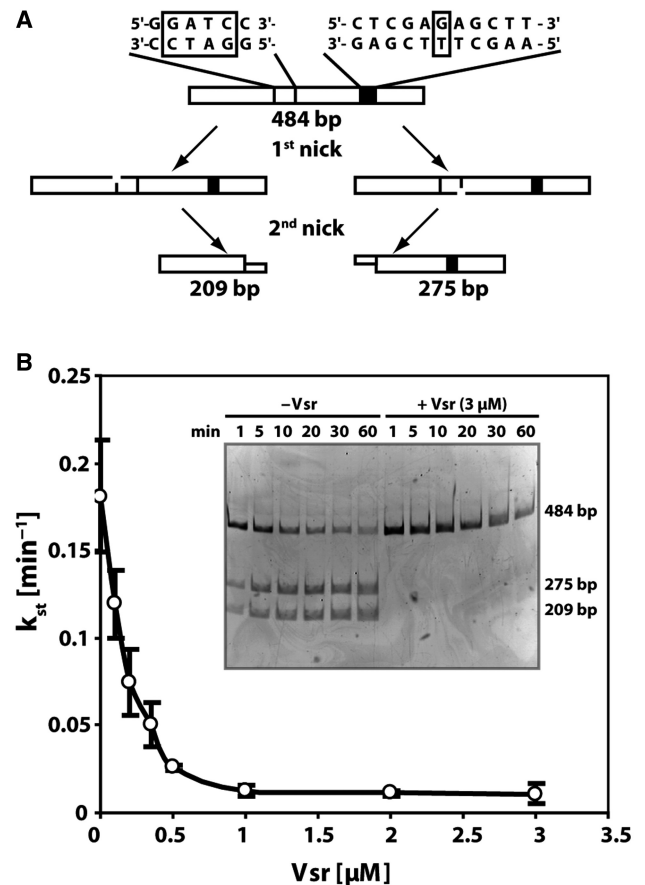 A
5'-G G A T C C 3'-
3'-C C T A G G 5'-
5'- C T C G A G A G C T T - 3'
3'- G A G C T T T C G A A - 5'
484 bp
1st nick
2nd nick
209 bp
275 bp
B
kst [min−1]
0.25
0.2
0.15
0.1
0.05
0
0 0.5 1 1.5 2 2.5 3 3.5
Vsr [µM]
−Vsr + Vsr (3 µM)
min 1 5 10 20 30 60 1 5 10 20 30 60
484 bp
275 bp
209 bp